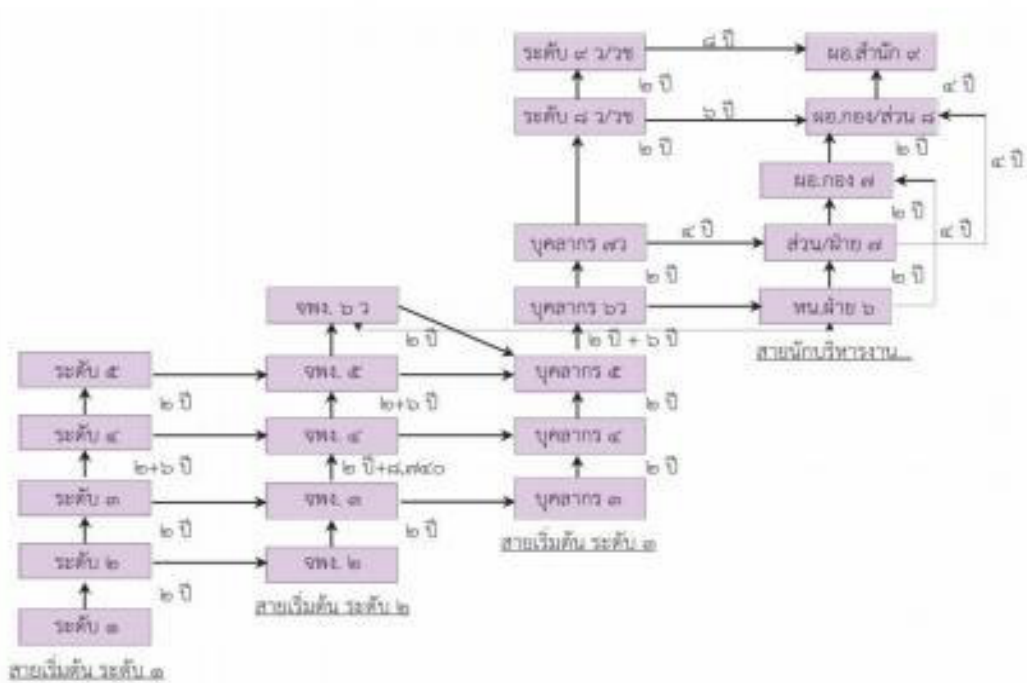 ระดับ ๙ ว/วช
๘ ปี
ผอ.สำนัก ๙
๒ ปี
๔ ปี
ระดับ ๘ ว/วช
๖ ปี
ผอ.กอง/ส่วน ๘
๒ ปี
๒ ปี
๔ ปี
ผอ.กอง ๗
๒ ปี
บุคลากร ๗ว
๔ ปี
ส่วน/ฝ่าย ๗
๔ ปี
๒ ปี
๒ ปี
จพง. ๖ ว
บุคลากร ๖ว
หน.ฝ่าย ๖
๒ ปี
๒ ปี + ๖ ปี
สายนักบริหารงาน...
ระดับ ๕
จพง. ๕
บุคลากร ๕
๒ ปี
๒+๖ ปี
๒ ปี
ระดับ ๔
จพง. ๔
บุคลากร ๔
๒+๖ ปี
๒ ปี+๘,๗๔๐
๒ ปี
ระดับ ๓
จพง. ๓
บุคลากร ๓
๒ ปี
๒ ปี
สายเริ่มต้น ระดับ ๓
ระดับ ๒
จพง. ๒
๒ ปี
สายเริ่มต้น ระดับ ๒
ระดับ ๑
สายเริ่มต้น ระดับ ๑